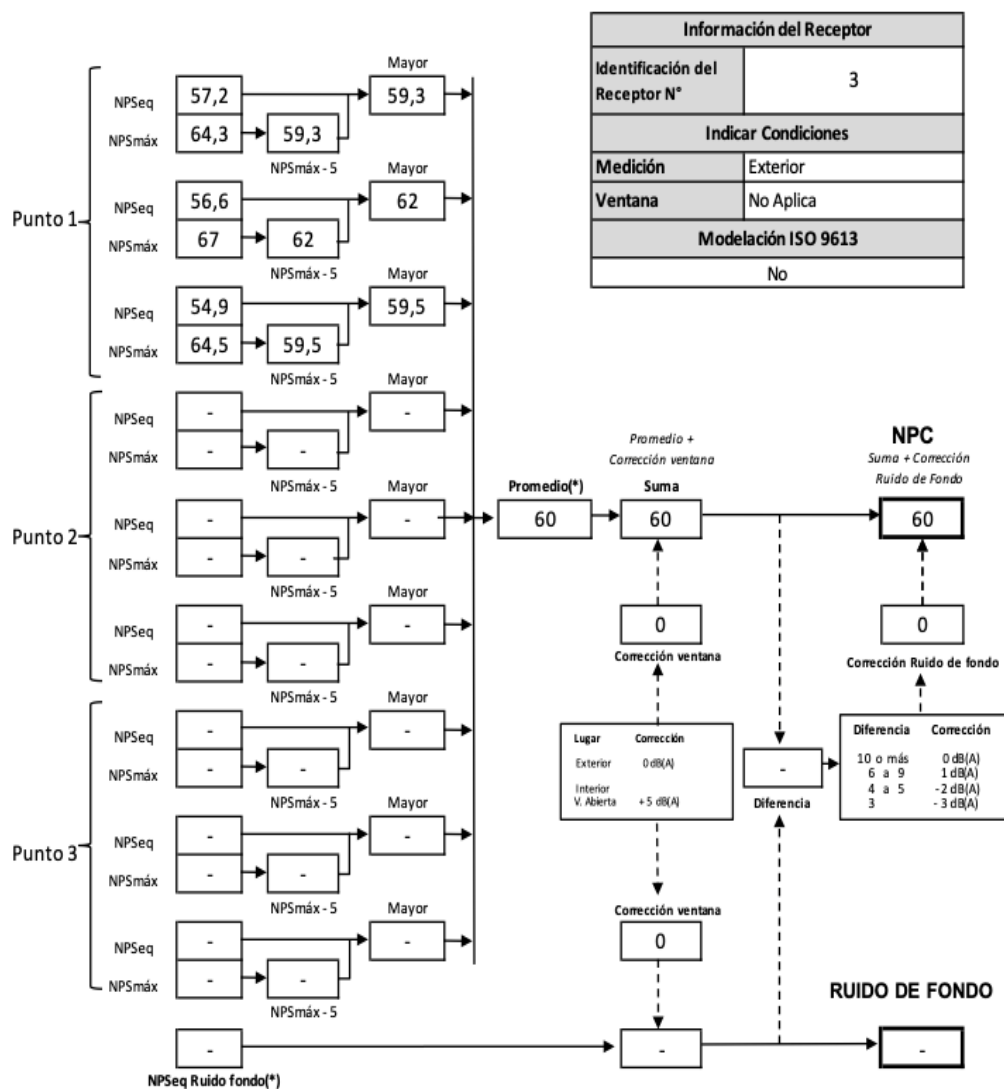 Información del Receptor
Identificación del Receptor N° 3
Indicar Condiciones
Medición Exterior
Ventana No Aplica
Modelación ISO 9613
No
Punto 1
Mayor
NPSeq 57,2 59,3
NPSmáx 64,3 59,3
NPSmáx - 5
Mayor
NPSeq 56,6 62
NPSmáx 67 62
NPSmáx - 5
Mayor
NPSeq 54,9 59,5
NPSmáx 64,5 59,5
NPSmáx - 5
Punto 2
Mayor
NPSeq - -
NPSmáx - -
NPSmáx - 5
Mayor
NPSeq - -
NPSmáx - -
NPSmáx - 5
Mayor
NPSeq - -
NPSmáx - -
NPSmáx - 5
Punto 3
Mayor
NPSeq - -
NPSmáx - -
NPSmáx - 5
Mayor
NPSeq - -
NPSmáx - -
NPSmáx - 5
Mayor
NPSeq - -
NPSmáx - -
NPSmáx - 5
-
NPSeq Ruido fondo(*)
Promedio(*)
60
Promedio +
Corrección ventana
Suma
60
0
Corrección ventana
Lugar Corrección
Exterior 0 dB(A)
Interior
V. Abierta + 5 dB(A)
Corrección ventana
0
-
NPC
Suma + Corrección
Ruido de Fondo
60
0
Corrección Ruido de fondo
-
Diferencia
Diferencia Corrección
10 o más 0 dB(A)
6 a 9 1 dB(A)
4 a 5 -2 dB(A)
3 - 3 dB(A)
RUIDO DE FONDO
-